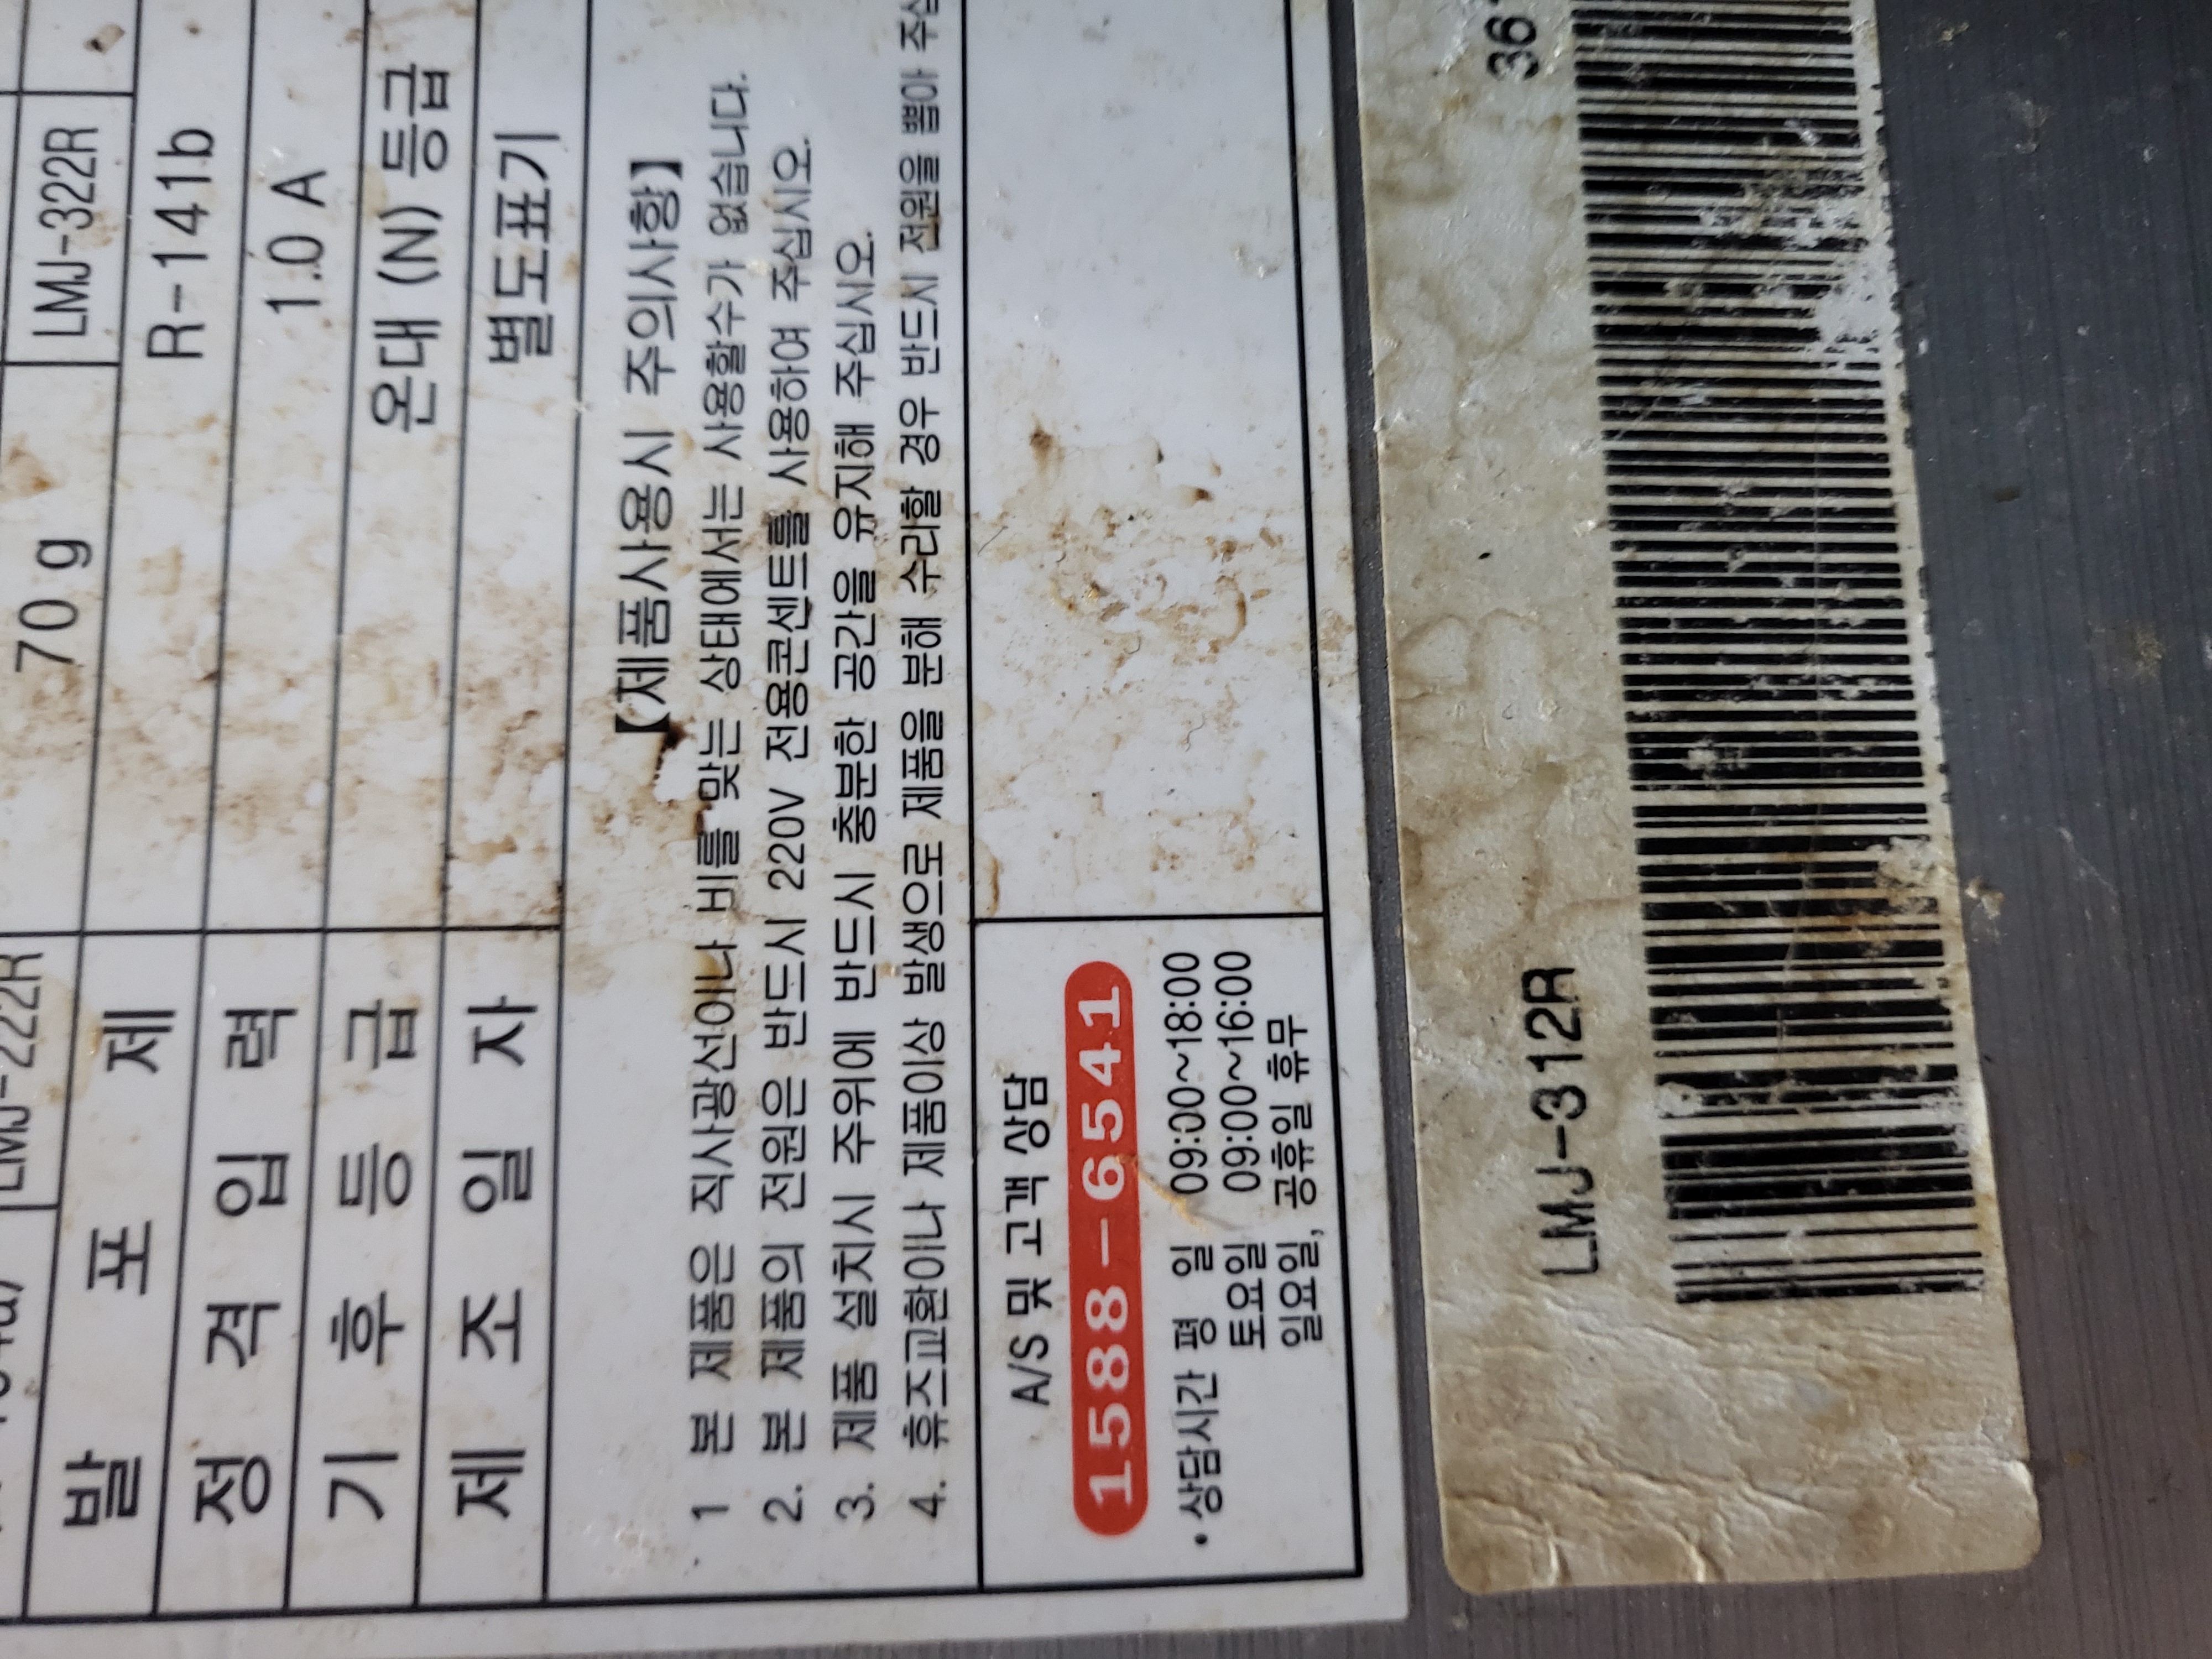 LMJ-222R
70 g
LMJ-322R
발 포 제 R-141b
정 격 입 력 1.0 A
기 후 등 급 온대 (N) 등급
제 조 일 자 별도표기
【제품사용시 주의사항】
1 본 제품은 직사광선이나 비를 맞는 상태에서는 사용할수가 없습니다.
2. 본 제품의 전원은 반드시 220V 전용콘센트를 사용하여 주십시오.
3. 제품 설치시 주위에 반드시 충분한 공간을 유지해 주십시오.
4. 휴즈교환이나 제품이상 발생으로 제품을 분해 수리할 경우 반드시 전원을 뽑아
A/S 및 고객 상담
1588-6541
•상담시간 평 일 09:00~18:00
토요일 09:00~16:00
일요일, 공휴일 휴무
LMJ-312R